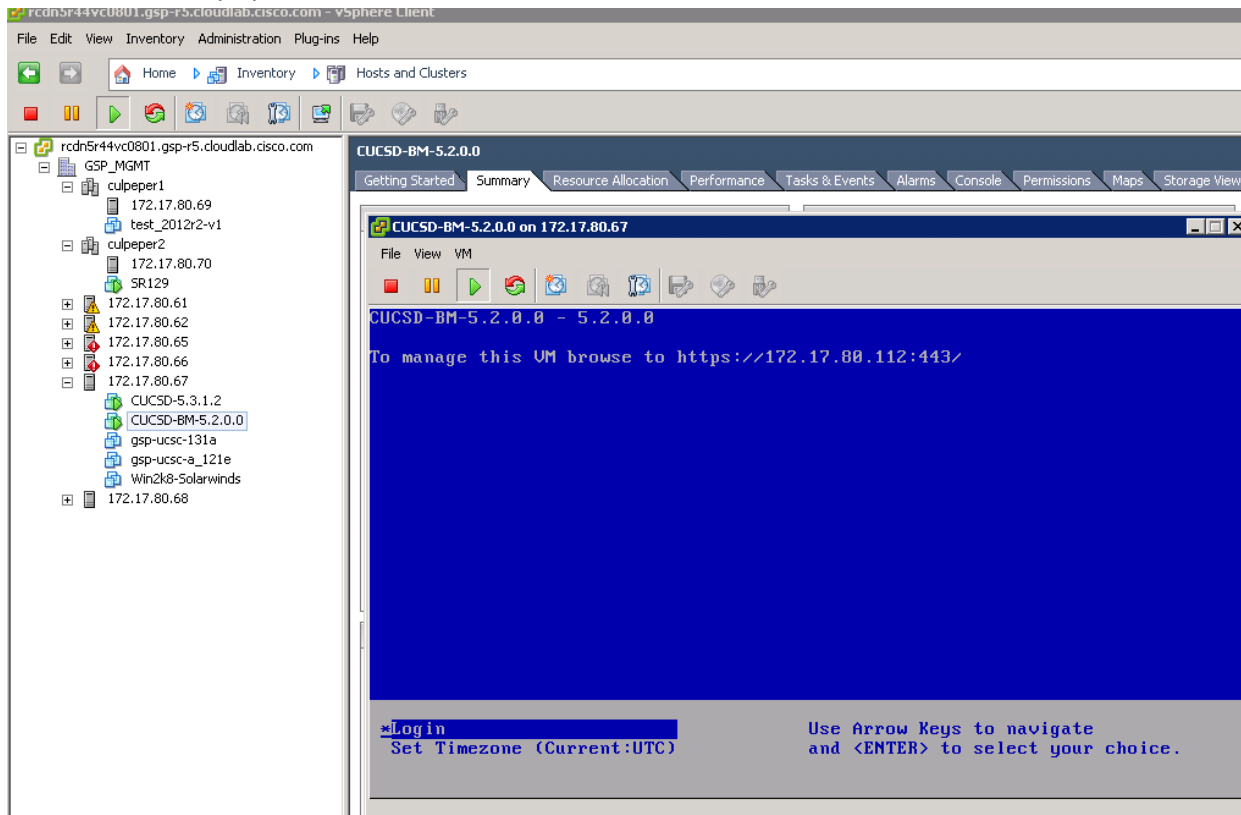 rcdn5r44vc0801.gsp-r5.cloudlab.cisco.com - vSphere Client
File Edit View Inventory Administration Plug-ins Help
Home Inventory Hosts and Clusters
rcdn5r44vc0801.gsp-r5.cloudlab.cisco.com
GSP_MGMT
culpeper1
172.17.80.69
test_2012r2-v1
culpeper2
172.17.80.70
SR129
172.17.80.61
172.17.80.62
172.17.80.65
172.17.80.66
172.17.80.67
CUCSD-5.3.1.2
CUCSD-BM-5.2.0.0
gsp-ucsc-131a
gsp-ucsc-a_121e
Win2k8-Solarwinds
172.17.80.68
CUCSD-BM-5.2.0.0
Getting Started Summary Resource Allocation Performance Tasks & Events Alarms Console Permissions Maps Storage View
CUCSD-BM-5.2.0.0 on 172.17.80.67
File View VM
CUCSD-BM-5.2.0.0 - 5.2.0.0
To manage this VM browse to https://172.17.80.112:443/
*Login
Set Timezone (Current:UTC)
Use Arrow Keys to navigate
and <ENTER> to select your choice.